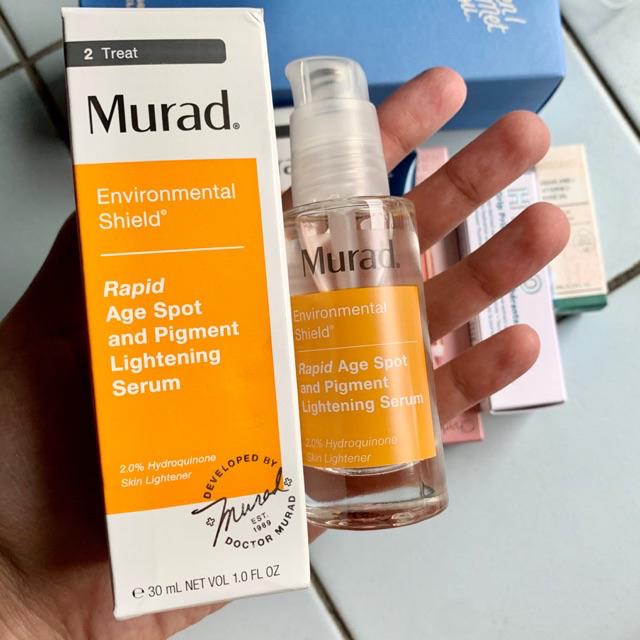 2 Treat
Murad.®
Environmental
Shield®
Rapid
Age Spot
and Pigment
Lightening
Serum
2.0% Hydroquinone
Skin Lightener
DEVELOPED BY
Murad
EST.
1989
DOCTOR MURAD
℮ 30 mL NET VOL 1.0 FL OZ
Murad.
Environmental
Shield®
Rapid Age Spot
and Pigment
Lightening Serum
2.0% Hydroquinone
Skin Lightener